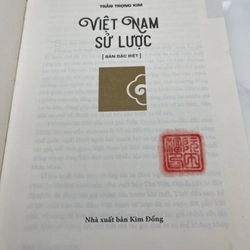 TRẦN TRỌNG KIM
VIỆT NAM
SỬ LƯỢC
[ BẢN ĐẶC BIỆT ]
Nhà xuất bản Kim Đồng